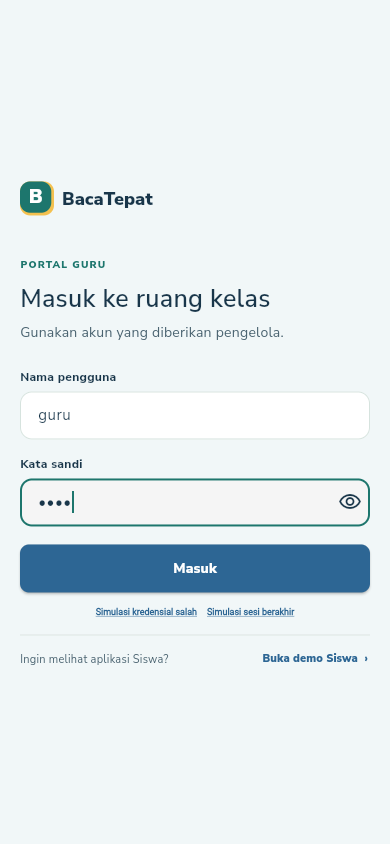 B BacaTepat
PORTAL GURU
Masuk ke ruang kelas
Gunakan akun yang diberikan pengelola.
Nama pengguna
guru
Kata sandi
••••
Masuk
Simulasi kredensial salah Simulasi sesi berakhir
Ingin melihat aplikasi Siswa? Buka demo Siswa ›